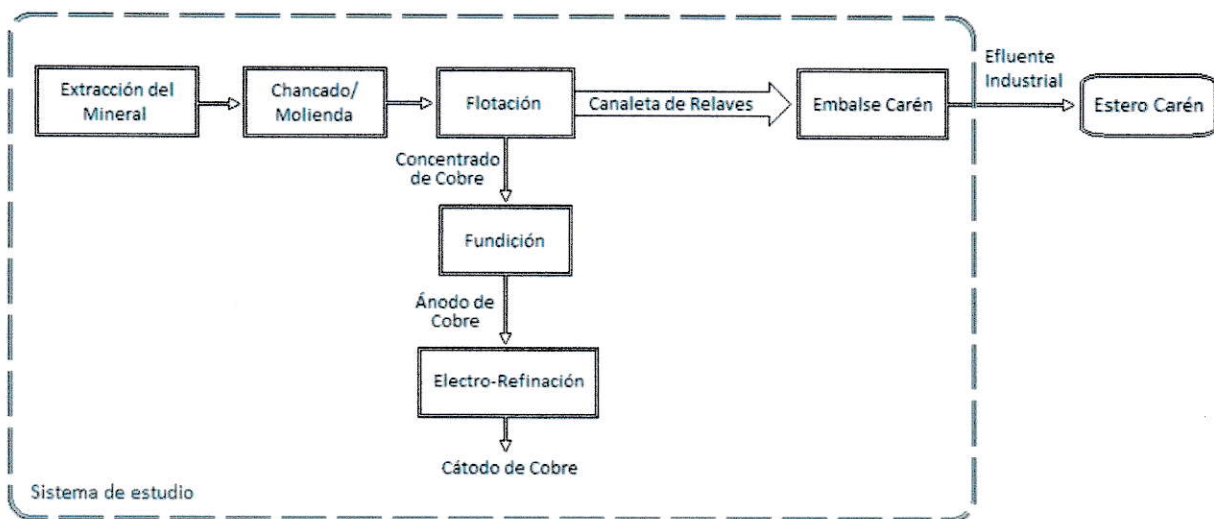 Efluente
Industrial
Extracción del
Mineral
Chancado/
Molienda
Flotación
Canaleta de Relaves
Embalse Carén
Estero Carén
Concentrado
de Cobre
Fundición
Ánodo de
Cobre
Electro-Refinación
Cátodo de Cobre
Sistema de estudio